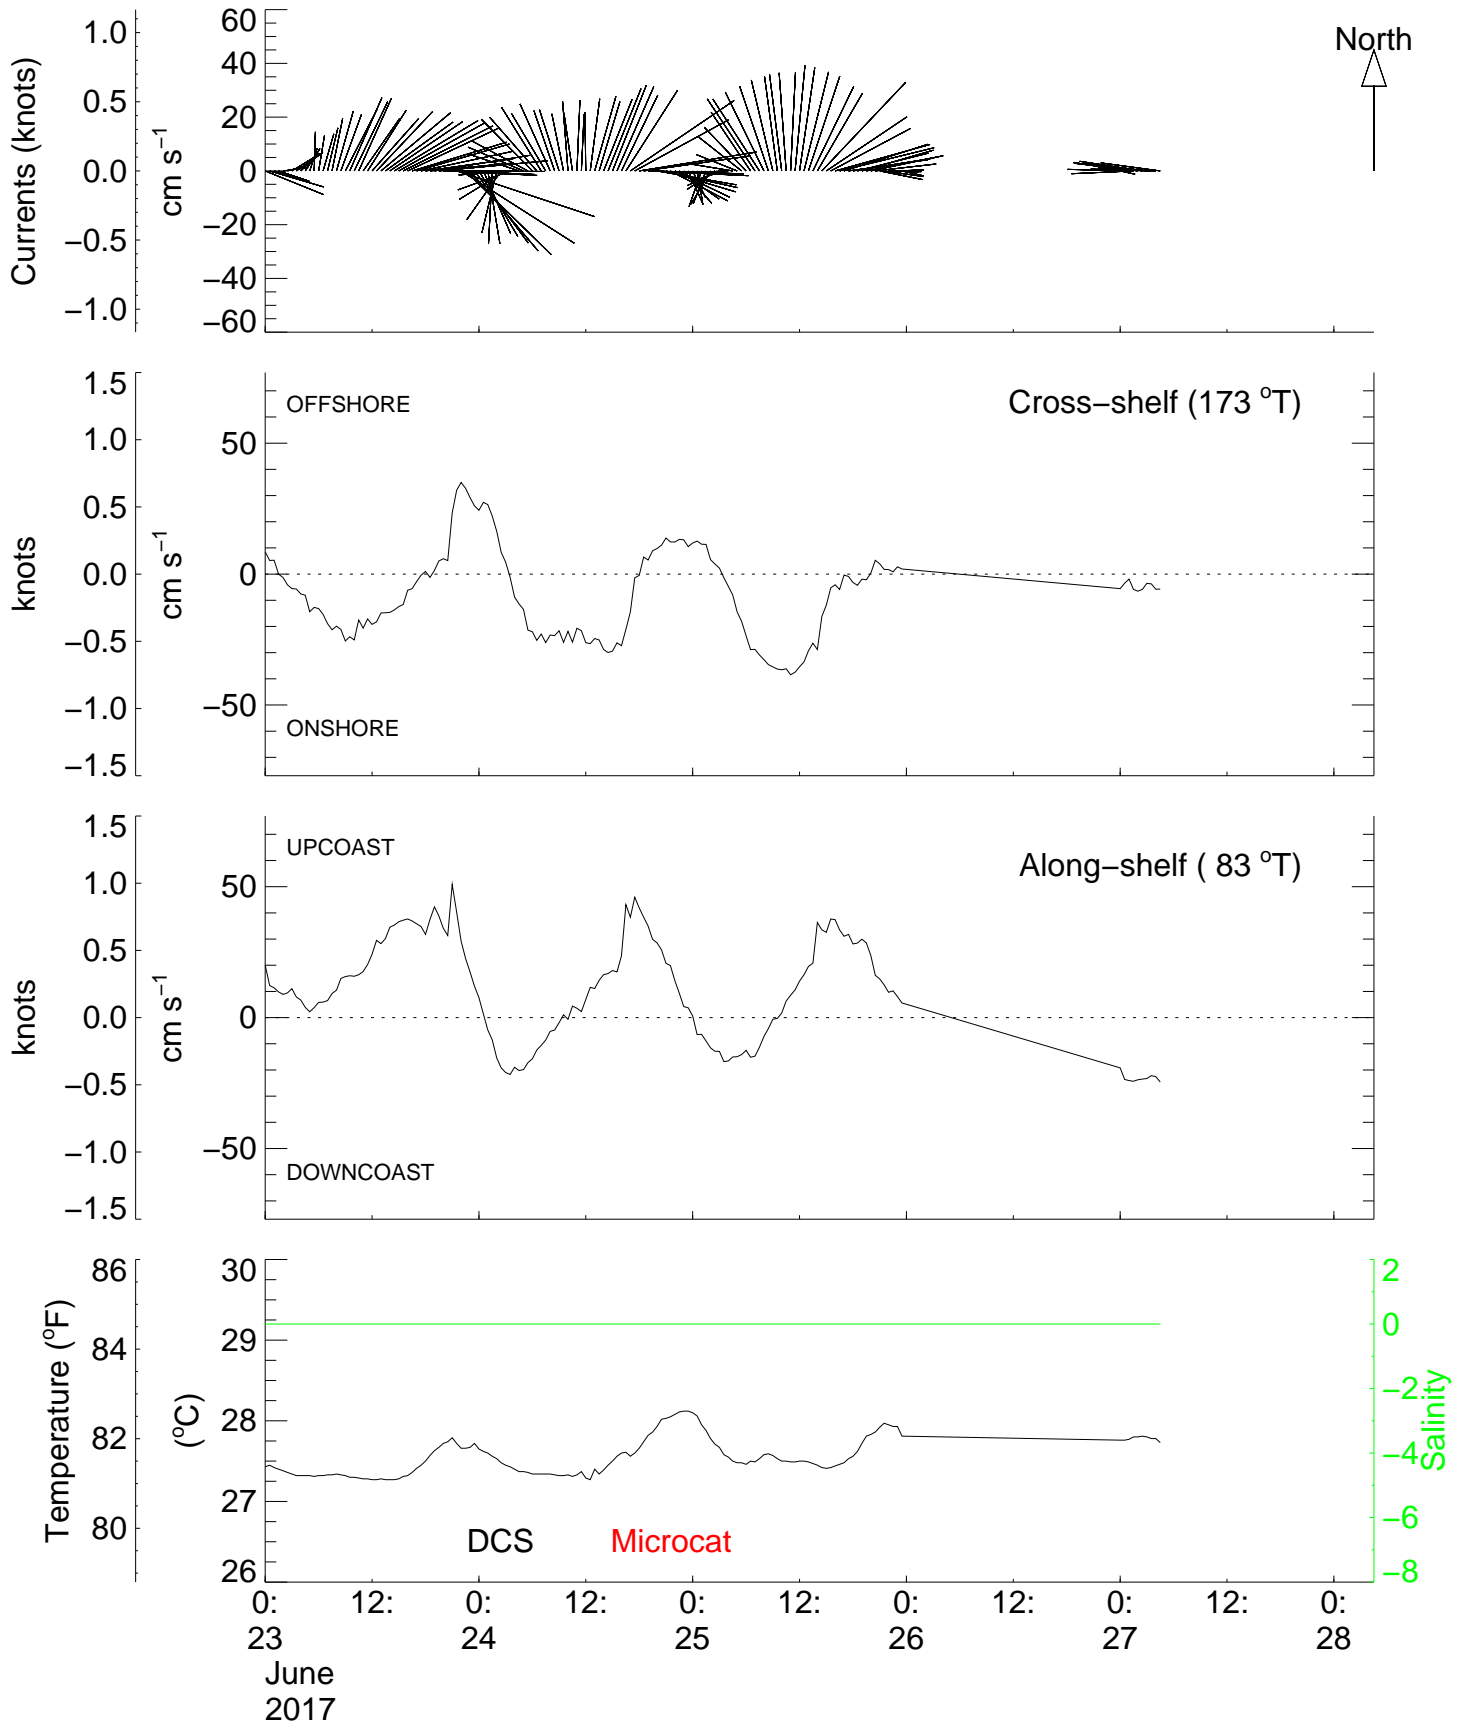 North
Currents (knots)
1.0
0.5
0.0
−0.5
−1.0
cm s−1
60
40
20
0
−20
−40
−60
OFFSHORE
Cross−shelf (173 oT)
knots
1.5
1.0
0.5
0.0
−0.5
−1.0
−1.5
cm s−1
50
0
−50
ONSHORE
UPCOAST
Along−shelf ( 83 oT)
knots
1.5
1.0
0.5
0.0
−0.5
−1.0
−1.5
cm s−1
50
0
−50
DOWNCOAST
Temperature (oF)
86
84
82
80
(oC)
30
29
28
27
26
2
0
−2
−4
−6
−8
Salinity
DCS Microcat
0: 12: 0: 12: 0: 12: 0: 12: 0: 12: 0:
23 24 25 26 27 28
June
2017